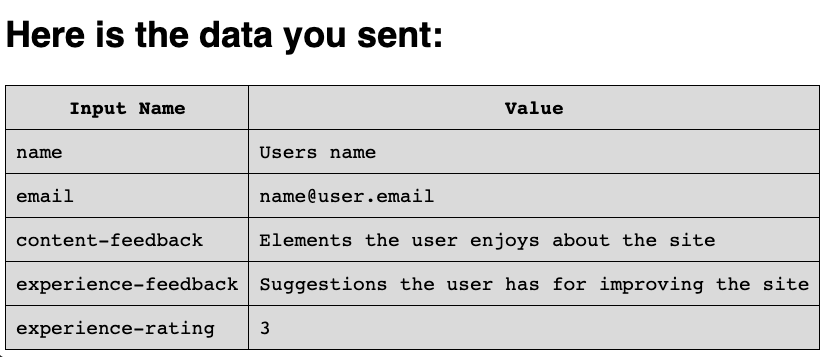 Here is the data you sent:
Input Name Value
name Users name
email name@user.email
content-feedback Elements the user enjoys about the site
experience-feedback Suggestions the user has for improving the site
experience-rating 3